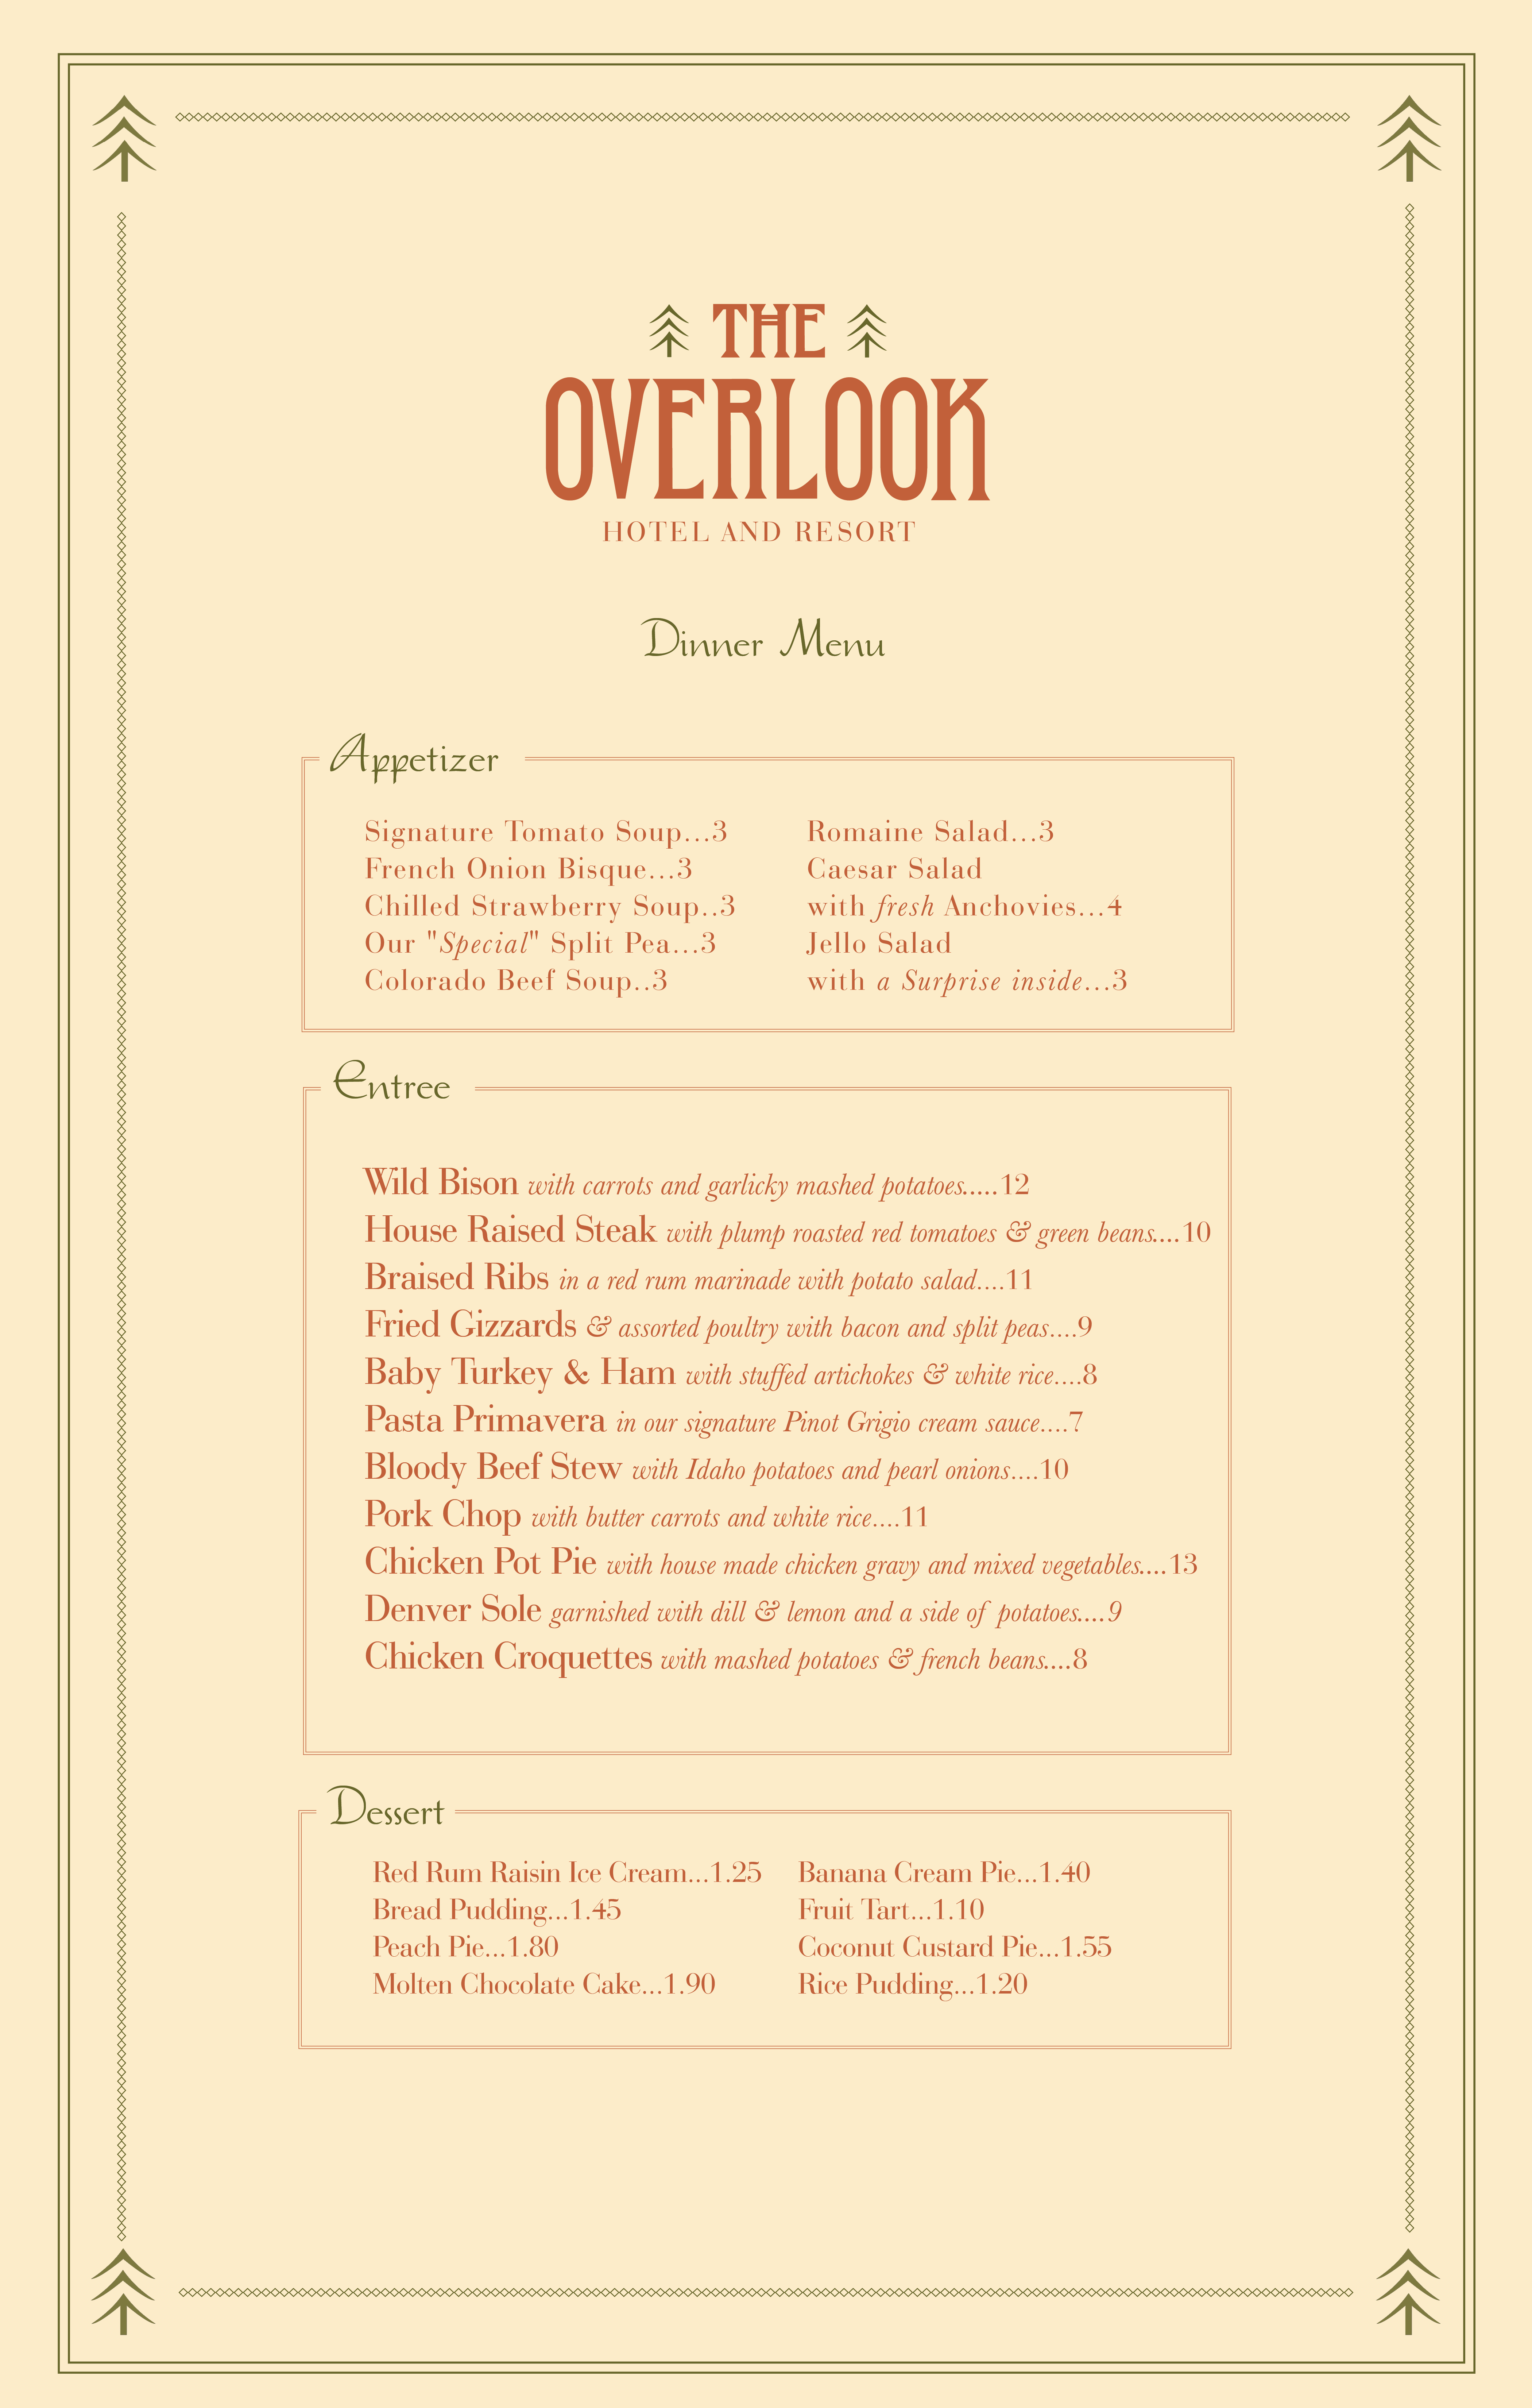 THE
OVERLOOK
HOTEL AND RESORT
Dinner Menu
Appetizer
Signature Tomato Soup...3
French Onion Bisque...3
Chilled Strawberry Soup..3
Our "Special" Split Pea...3
Colorado Beef Soup..3
Romaine Salad...3
Caesar Salad
with fresh Anchovies...4
Jello Salad
with a Surprise inside...3
Entree
Wild Bison with carrots and garlicky mashed potatoes.....12
House Raised Steak with plump roasted red tomatoes & green beans....10
Braised Ribs in a red rum marinade with potato salad....11
Fried Gizzards & assorted poultry with bacon and split peas....9
Baby Turkey & Ham with stuffed artichokes & white rice....8
Pasta Primavera in our signature Pinot Grigio cream sauce....7
Bloody Beef Stew with Idaho potatoes and pearl onions....10
Pork Chop with butter carrots and white rice....11
Chicken Pot Pie with house made chicken gravy and mixed vegetables....13
Denver Sole garnished with dill & lemon and a side of potatoes....9
Chicken Croquettes with mashed potatoes & french beans....8
Dessert
Red Rum Raisin Ice Cream...1.25
Bread Pudding...1.45
Peach Pie...1.80
Molten Chocolate Cake...1.90
Banana Cream Pie...1.40
Fruit Tart...1.10
Coconut Custard Pie...1.55
Rice Pudding...1.20